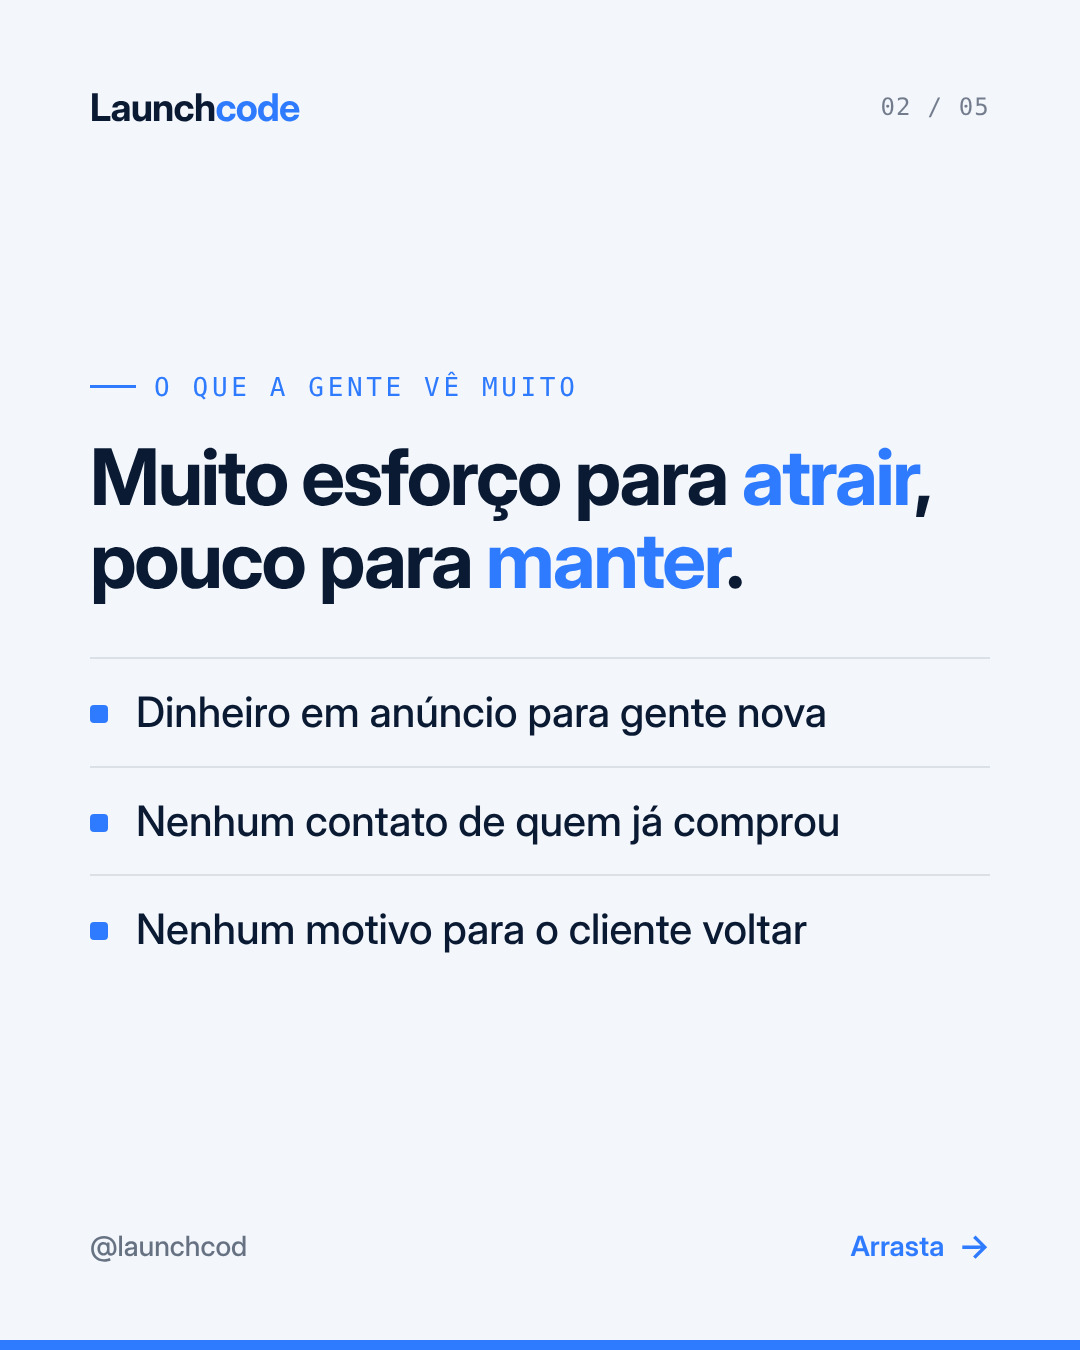 Launchcode
02 / 05
O QUE A GENTE VÊ MUITO
Muito esforço para atrair,
pouco para manter.
Dinheiro em anúncio para gente nova
Nenhum contato de quem já comprou
Nenhum motivo para o cliente voltar
@launchcod
Arrasta →